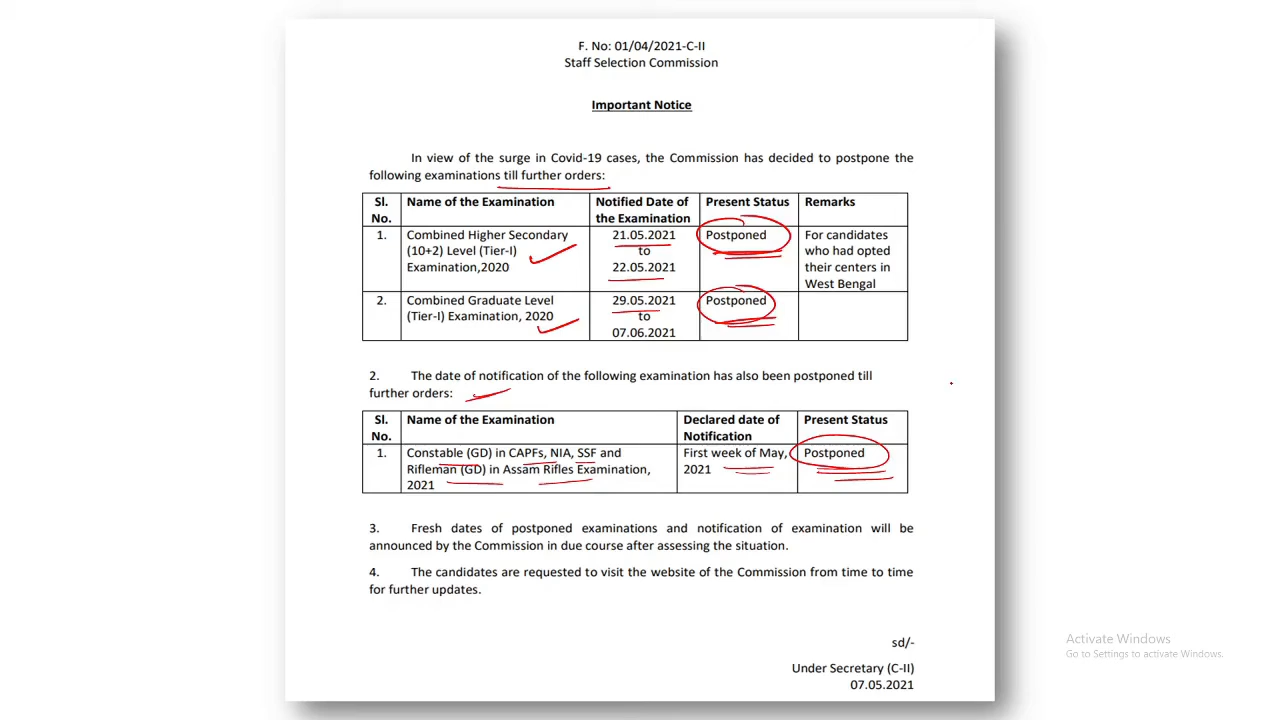 F. No: 01/04/2021-C-II
Staff Selection Commission
Important Notice
In view of the surge in Covid-19 cases, the Commission has decided to postpone the
following examinations till further orders:
Sl. No. Name of the Examination Notified Date of the Examination Present Status Remarks
1. Combined Higher Secondary (10+2) Level (Tier-I) Examination,2020 21.05.2021 to 22.05.2021 Postponed For candidates who had opted their centers in West Bengal
2. Combined Graduate Level (Tier-I) Examination, 2020 29.05.2021 to 07.06.2021 Postponed
2. The date of notification of the following examination has also been postponed till
further orders:
Sl. No. Name of the Examination Declared date of Notification Present Status
1. Constable (GD) in CAPFs, NIA, SSF and Rifleman (GD) in Assam Rifles Examination, 2021 First week of May, 2021 Postponed
3. Fresh dates of postponed examinations and notification of examination will be
announced by the Commission in due course after assessing the situation.
4. The candidates are requested to visit the website of the Commission from time to time
for further updates.
sd/-
Under Secretary (C-II)
07.05.2021
Activate Windows
Go to Settings to activate Windows.